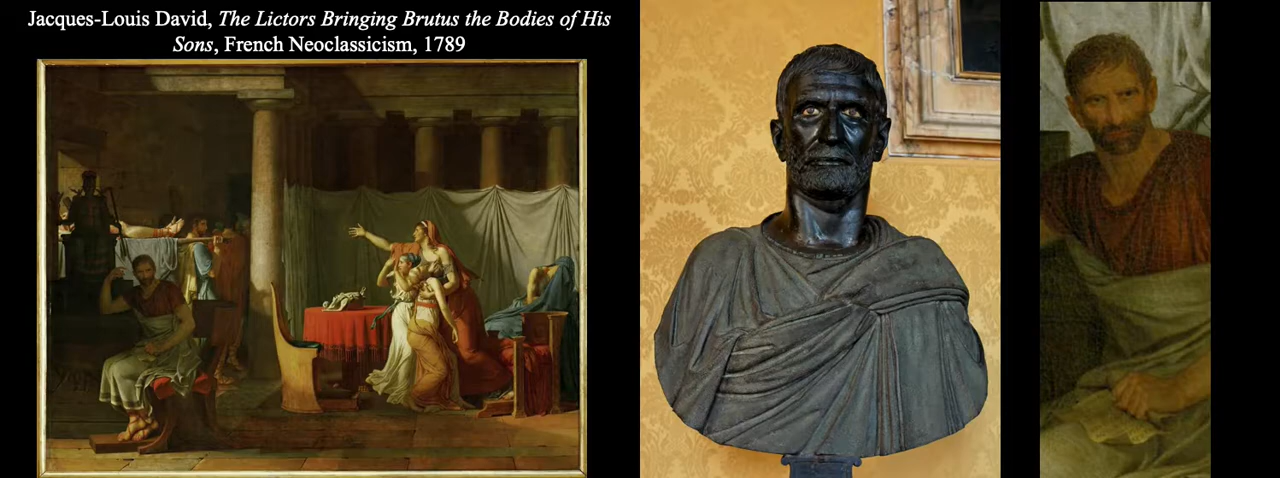 Jacques-Louis David, The Lictors Bringing Brutus the Bodies of His
Sons, French Neoclassicism, 1789